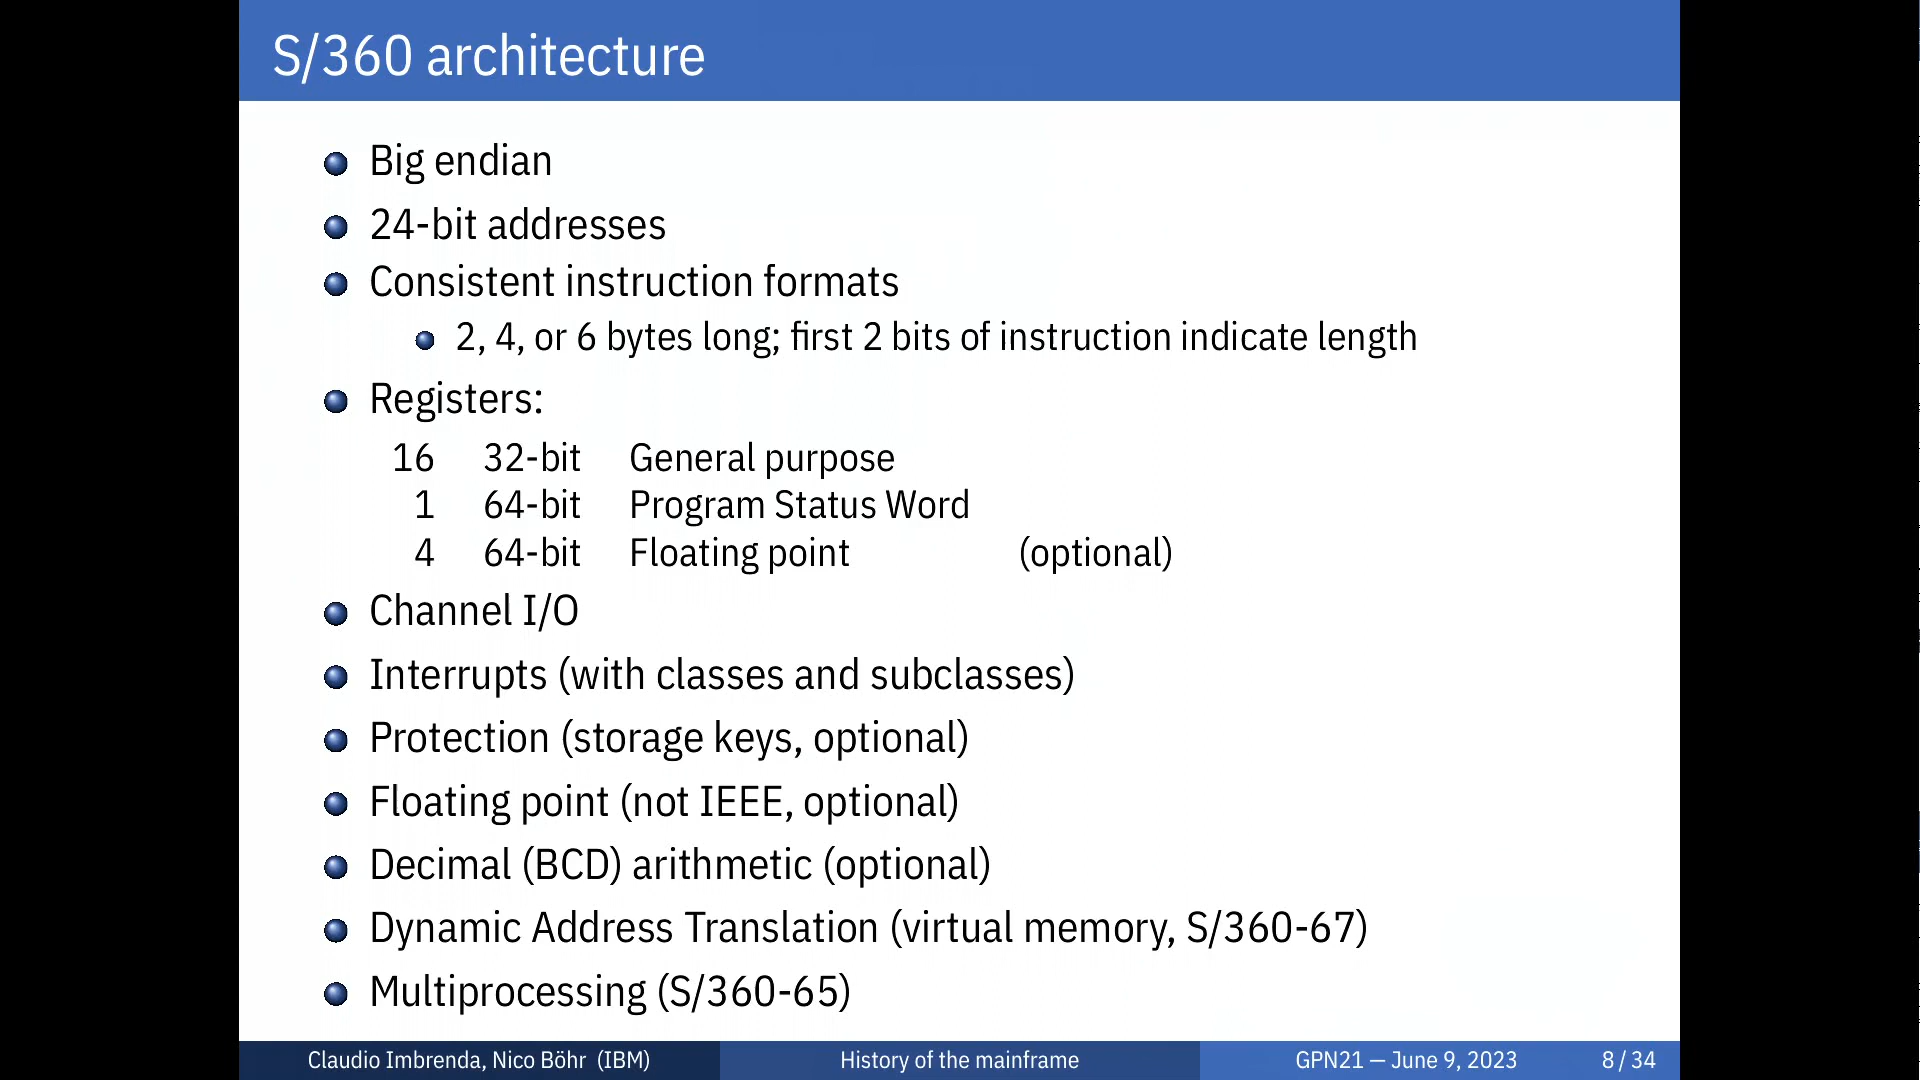 S/360 architecture
Big endian
24-bit addresses
Consistent instruction formats
2, 4, or 6 bytes long; first 2 bits of instruction indicate length
Registers:
16 32-bit General purpose
1 64-bit Program Status Word
4 64-bit Floating point (optional)
Channel I/O
Interrupts (with classes and subclasses)
Protection (storage keys, optional)
Floating point (not IEEE, optional)
Decimal (BCD) arithmetic (optional)
Dynamic Address Translation (virtual memory, S/360-67)
Multiprocessing (S/360-65)
Claudio Imbrenda, Nico Böhr (IBM) History of the mainframe GPN21 — June 9, 2023 8 / 34